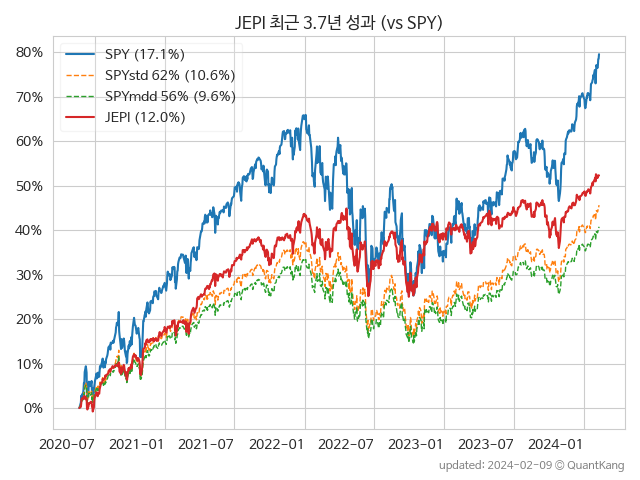 JEPI 최근 3.7년 성과 (vs SPY)
SPY (17.1%)
SPYstd 62% (10.6%)
SPYmdd 56% (9.6%)
JEPI (12.0%)
80%
70%
60%
50%
40%
30%
20%
10%
0%
2020-07 2021-01 2021-07 2022-01 2022-07 2023-01 2023-07 2024-01
updated: 2024-02-09 © QuantKang